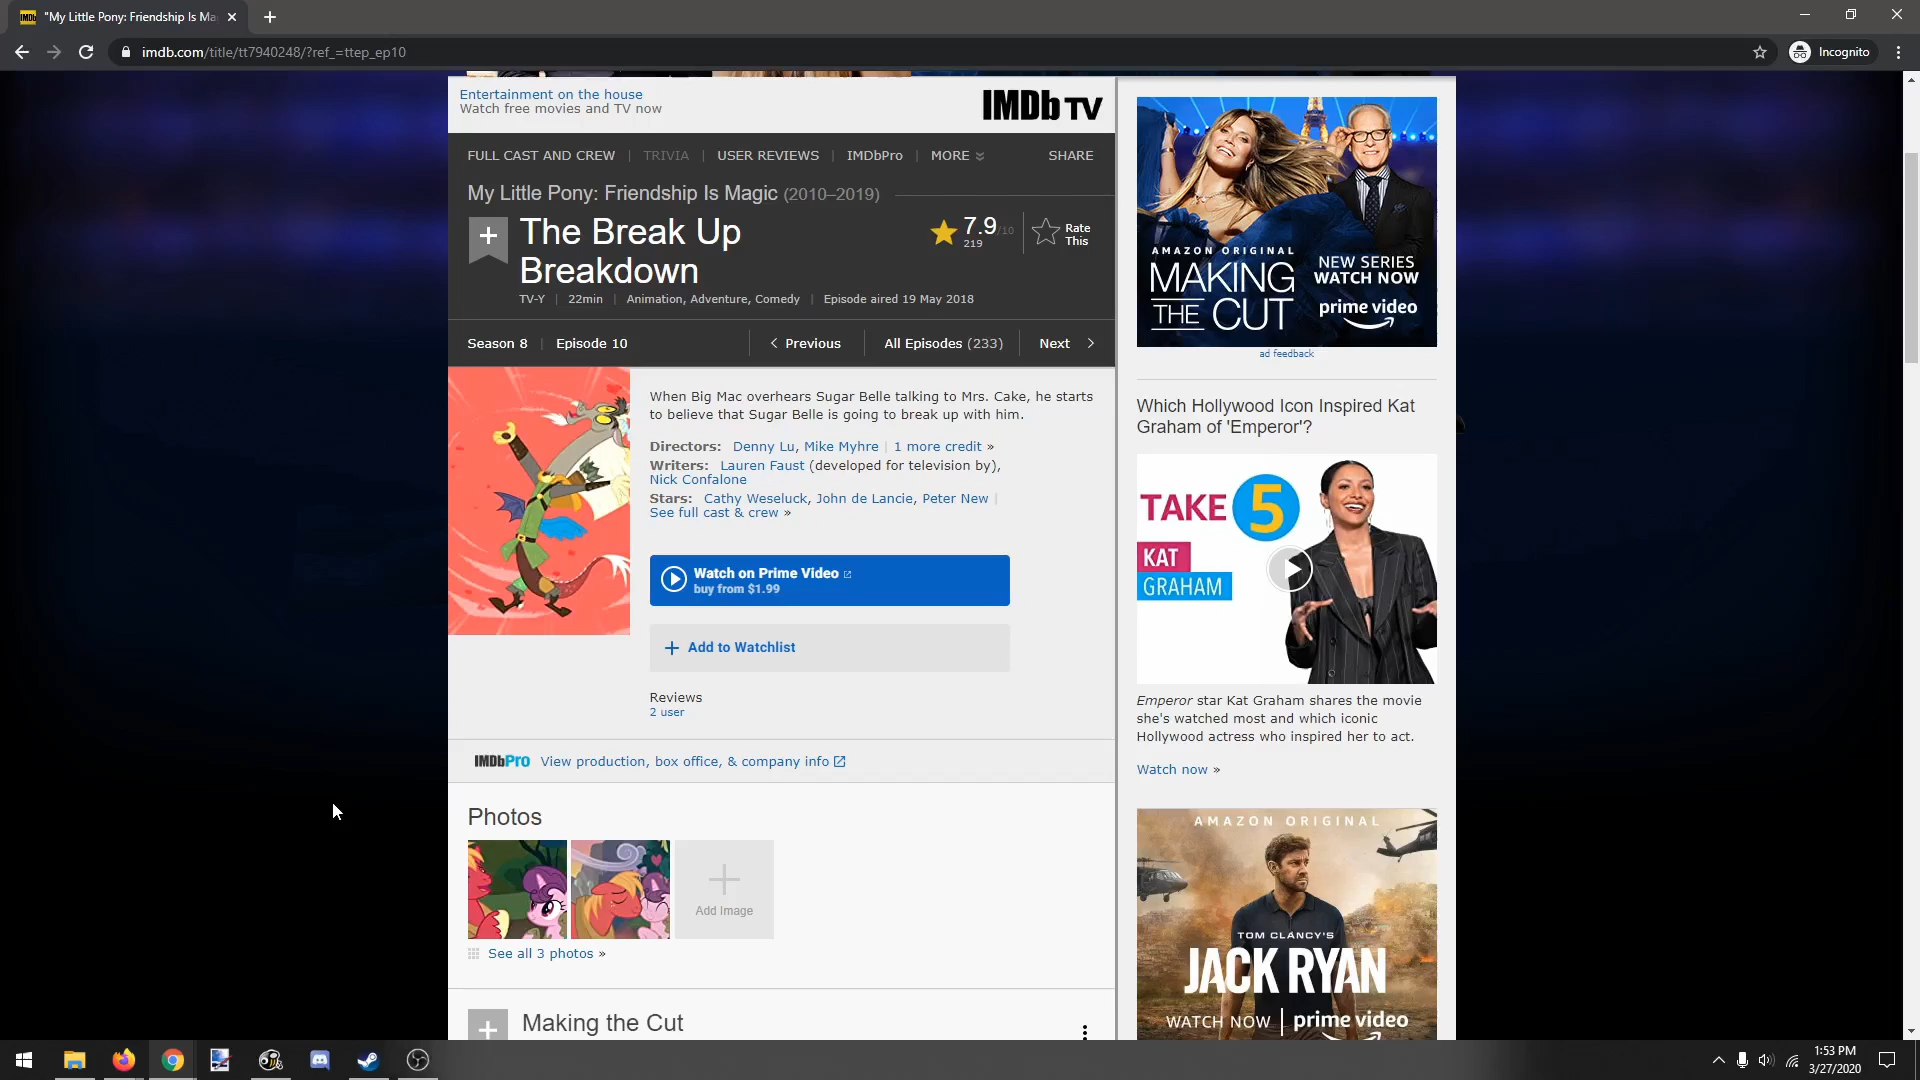 "My Little Pony: Friendship Is Ma
imdb.com/title/tt7940248/?ref_=ttep_ep10
Incognito
Entertainment on the house
Watch free movies and TV now
IMDb TV
FULL CAST AND CREW | TRIVIA | USER REVIEWS | IMDbPro | MORE
SHARE
My Little Pony: Friendship Is Magic (2010–2019)
The Break Up
Breakdown
7.9/10
219
Rate
This
TV-Y | 22min | Animation, Adventure, Comedy | Episode aired 19 May 2018
Season 8 | Episode 10
Previous
All Episodes (233)
Next
When Big Mac overhears Sugar Belle talking to Mrs. Cake, he starts
to believe that Sugar Belle is going to break up with him.
Directors: Denny Lu, Mike Myhre | 1 more credit »
Writers: Lauren Faust (developed for television by),
Nick Confalone
Stars: Cathy Weseluck, John de Lancie, Peter New |
See full cast & crew »
Watch on Prime Video
buy from $1.99
Add to Watchlist
Reviews
2 user
IMDbPro View production, box office, & company info
Photos
Add Image
See all 3 photos »
Making the Cut
AMAZON ORIGINAL
MAKING
THE CUT
NEW SERIES
WATCH NOW
prime video
ad feedback
Which Hollywood Icon Inspired Kat
Graham of 'Emperor'?
TAKE 5
KAT
GRAHAM
Emperor star Kat Graham shares the movie
she's watched most and which iconic
Hollywood actress who inspired her to act.
Watch now »
AMAZON ORIGINAL
TOM CLANCY'S
JACK RYAN
WATCH NOW | prime video
1:53 PM
3/27/2020